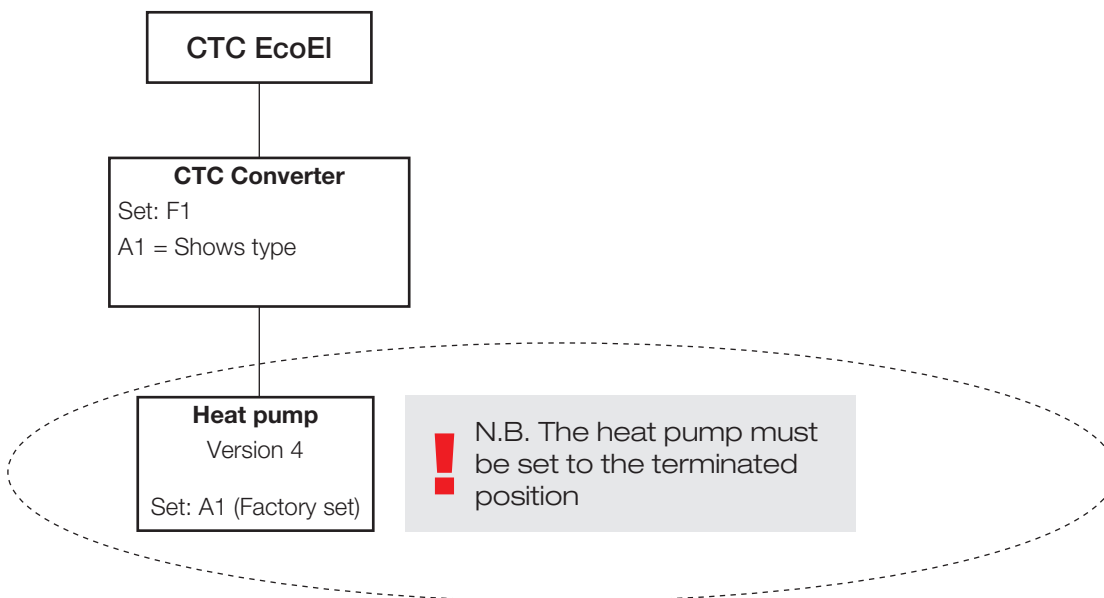 CTC EcoEl
CTC Converter
Set: F1
A1 = Shows type
Heat pump
Version 4
Set: A1 (Factory set)
! N.B. The heat pump must
be set to the terminated
position